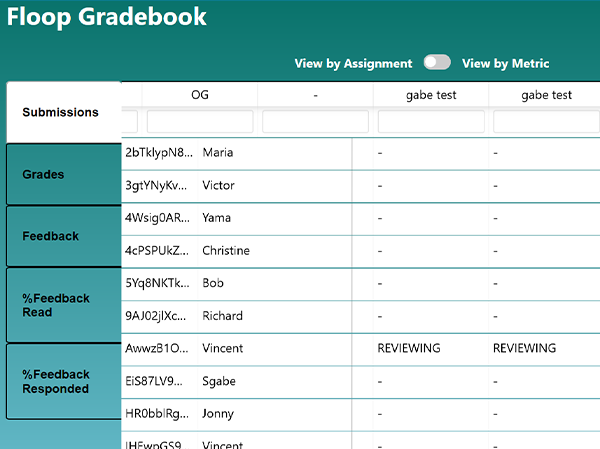 Floop Gradebook
View by Assignment View by Metric
Submissions
Grades
Feedback
%Feedback
Read
%Feedback
Responded
OG - gabe test gabe test
2bTklypN8... Maria - -
3gtYNyKv... Victor - -
4Wsig0AR... Yama - -
4cPSPUkZ... Christine - -
5Yq8NKTk... Bob - -
9AJ02jlXc... Richard - -
AwwzB1O... Vincent REVIEWING REVIEWING
EiS87LV9... Sgabe - -
HR0bblRg... Jonny - -
IHEwpGS9 Vincent - -